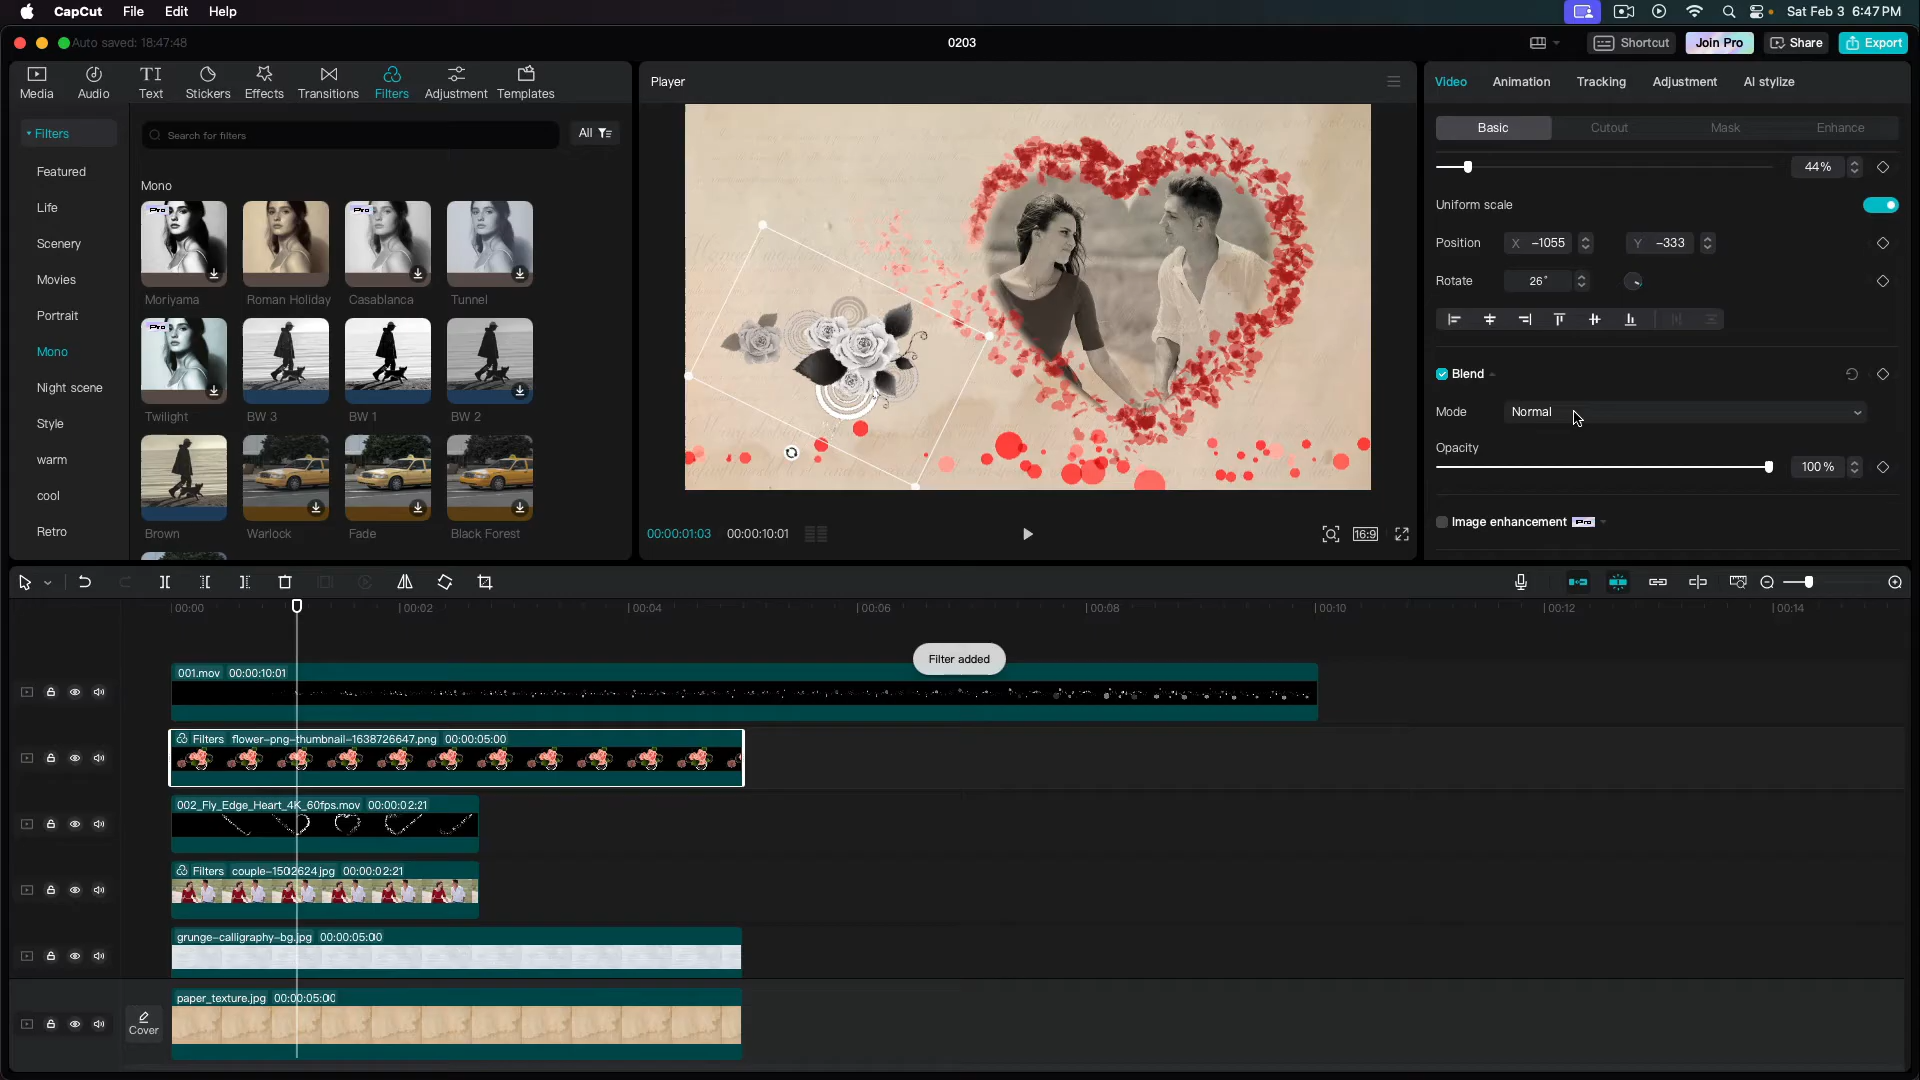 CapCut File Edit Help
Sat Feb 3 6:47 PM
Auto saved: 18:47:48
0203
Shortcut Join Pro Share Export
Media Audio Text Stickers Effects Transitions Filters Adjustment Templates
TI
Player
Video Animation Tracking Adjustment AI stylize
Filters
Search for filters
All
Basic Cutout Mask Enhance
Featured
Life
Scenery
Movies
Portrait
Mono
Night scene
Style
warm
cool
Retro
Mono
Pro
Pro
Moriyama Roman Holiday Casablanca Tunnel
Pro
Twilight BW 3 BW 1 BW 2
Brown Warlock Fade Black Forest
44%
Uniform scale
Position X -1055 Y -333
Rotate 26°
Blend
Mode Normal
Opacity
100%
Image enhancement Pro
00:00:01:03 00:00:10:01
16:9
00:00 00:02 00:04 00:06 00:08 00:10 00:12 00:14
Filter added
001.mov 00:00:10:01
Filters flower-png-thumbnail-1638726647.png 00:00:05:00
002_Fly_Edge_Heart_4K_60fps.mov 00:00:02:21
Filters couple-1502624.jpg 00:00:02:21
grunge-calligraphy-bg.jpg 00:00:05:00
paper_texture.jpg 00:00:05:00
Cover